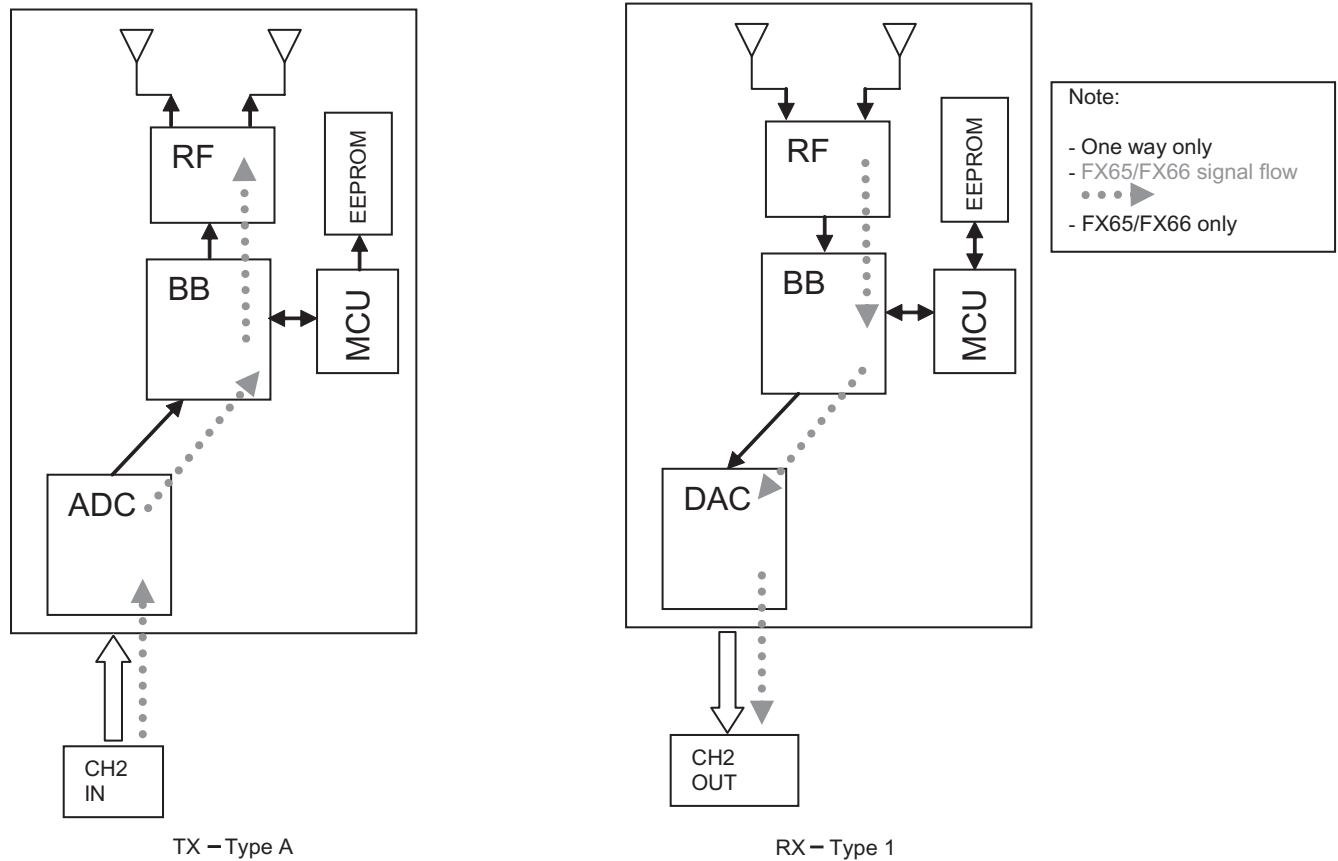 RF
EEPROM
BB
MCU
ADC
CH2
IN
TX – Type A
RF
EEPROM
BB
MCU
DAC
CH2
OUT
RX – Type 1
Note:
- One way only
- FX65/FX66 signal flow
- FX65/FX66 only